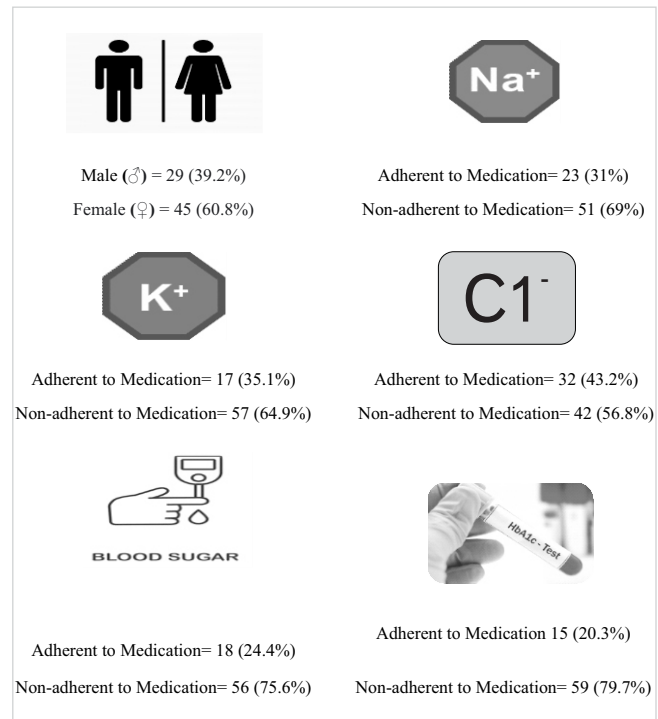 Na⁺
Male (♂) = 29 (39.2%)
Female (♀) = 45 (60.8%)
Adherent to Medication= 23 (31%)
Non-adherent to Medication= 51 (69%)
K⁺
C1⁻
Adherent to Medication= 17 (35.1%)
Non-adherent to Medication= 57 (64.9%)
Adherent to Medication= 32 (43.2%)
Non-adherent to Medication= 42 (56.8%)
BLOOD SUGAR
HbA1c - Test
Adherent to Medication= 18 (24.4%)
Non-adherent to Medication= 56 (75.6%)
Adherent to Medication 15 (20.3%)
Non-adherent to Medication= 59 (79.7%)